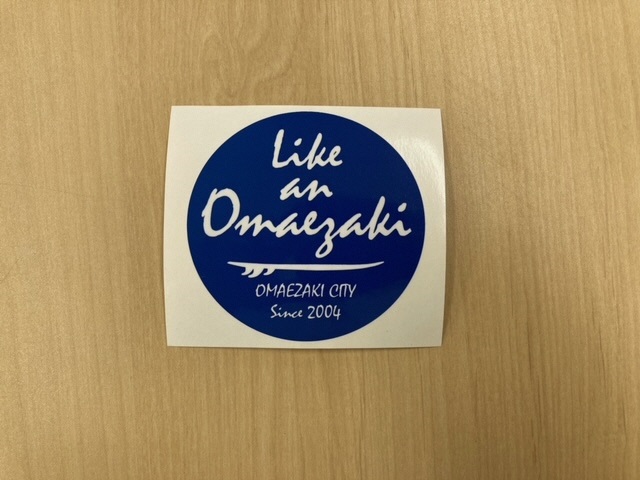 Like
an
Omaezaki
OMAEZAKI CITY
Since 2004